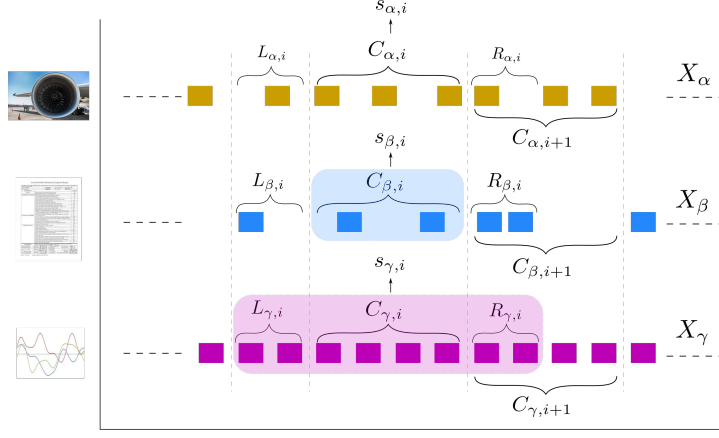 s_{α,i}
L_{α,i} C_{α,i} R_{α,i} X_α
C_{α,i+1}
s_{β,i}
L_{β,i} C_{β,i} R_{β,i} X_β
C_{β,i+1}
s_{γ,i}
L_{γ,i} C_{γ,i} R_{γ,i} X_γ
C_{γ,i+1}